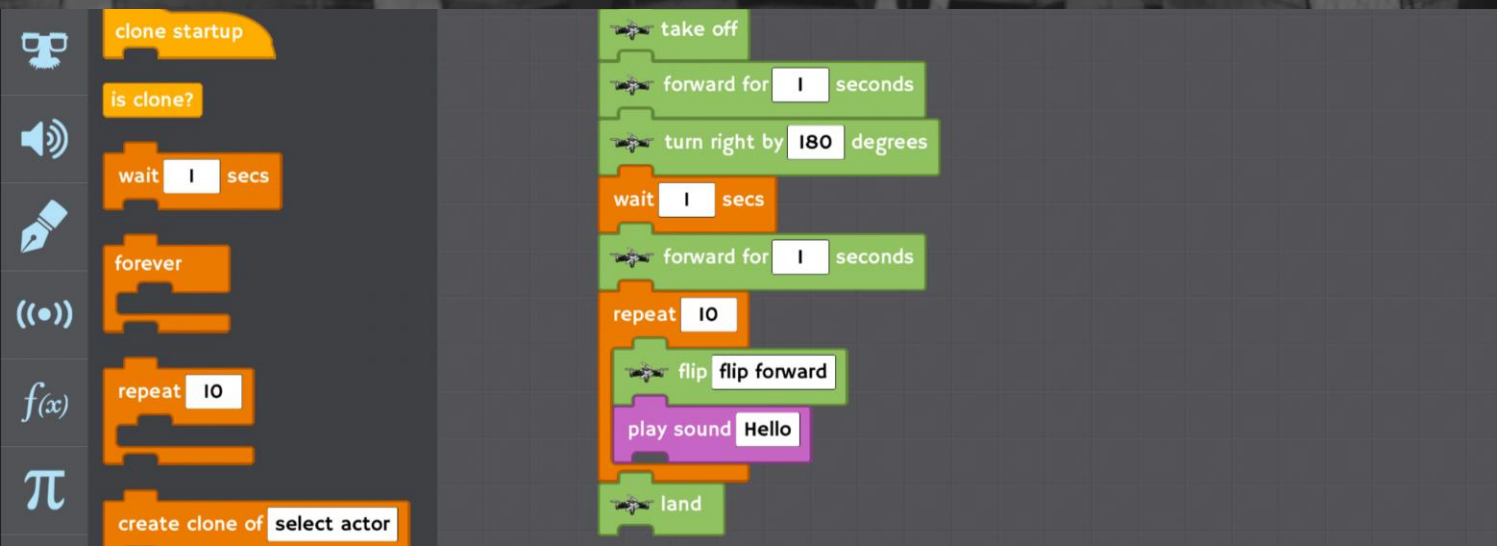 clone startup
is clone?
wait 1 secs
forever
repeat 10
create clone of select actor
f(x)
π
take off
forward for 1 seconds
turn right by 180 degrees
wait 1 secs
forward for 1 seconds
repeat 10
flip flip forward
play sound Hello
land